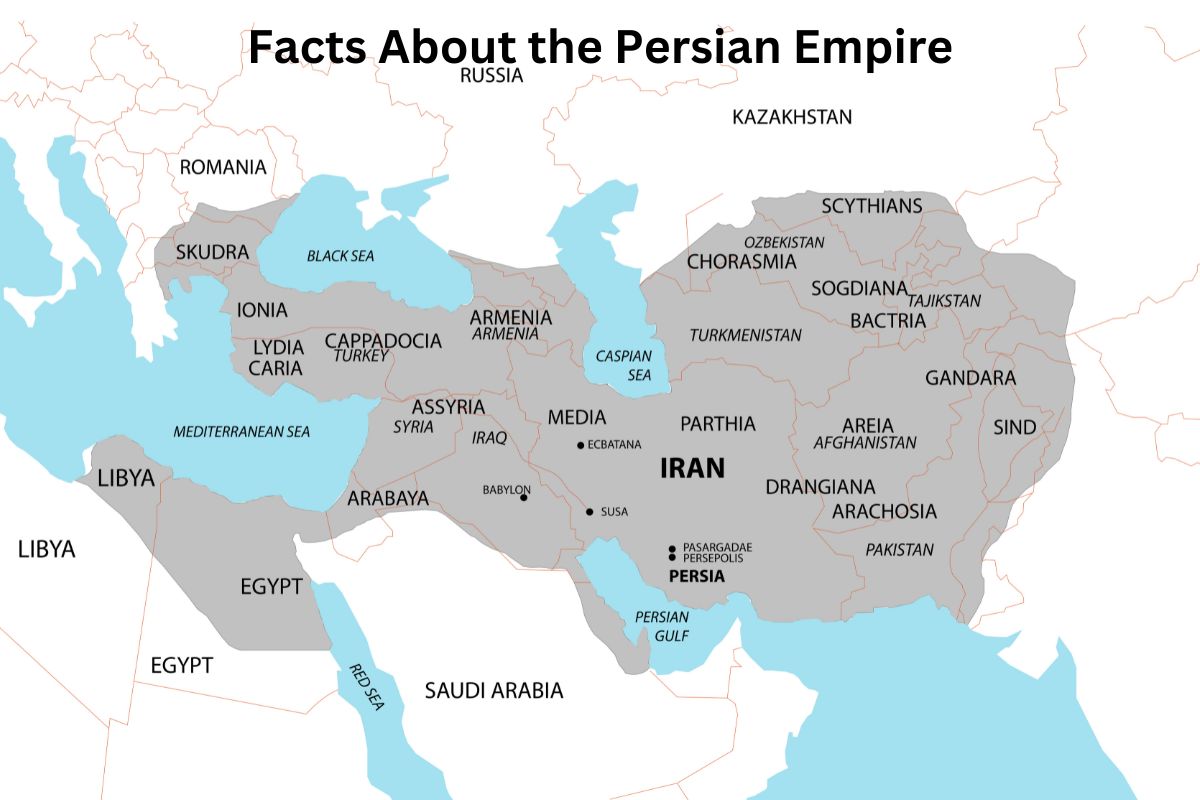 Facts About the Persian Empire
RUSSIA
KAZAKHSTAN
ROMANIA
SCYTHIANS
SKUDRA
BLACK SEA
OZBEKISTAN
CHORASMIA
SOGDIANA
TAJIKSTAN
IONIA
ARMENIA
ARMENIA
BACTRIA
LYDIA
CARIA
CAPPADOCIA
TURKEY
TURKMENISTAN
CASPIAN
SEA
GANDARA
ASSYRIA
SYRIA
IRAQ
MEDIA
PARTHIA
AREIA
AFGHANISTAN
SIND
MEDITERRANEAN SEA
ECBATANA
IRAN
LIBYA
BABYLON
ARABAYA
SUSA
DRANGIANA
ARACHOSIA
LIBYA
PASARGADAE
PERSEPOLIS
PERSIA
PAKISTAN
EGYPT
PERSIAN
GULF
EGYPT
RED SEA
SAUDI ARABIA